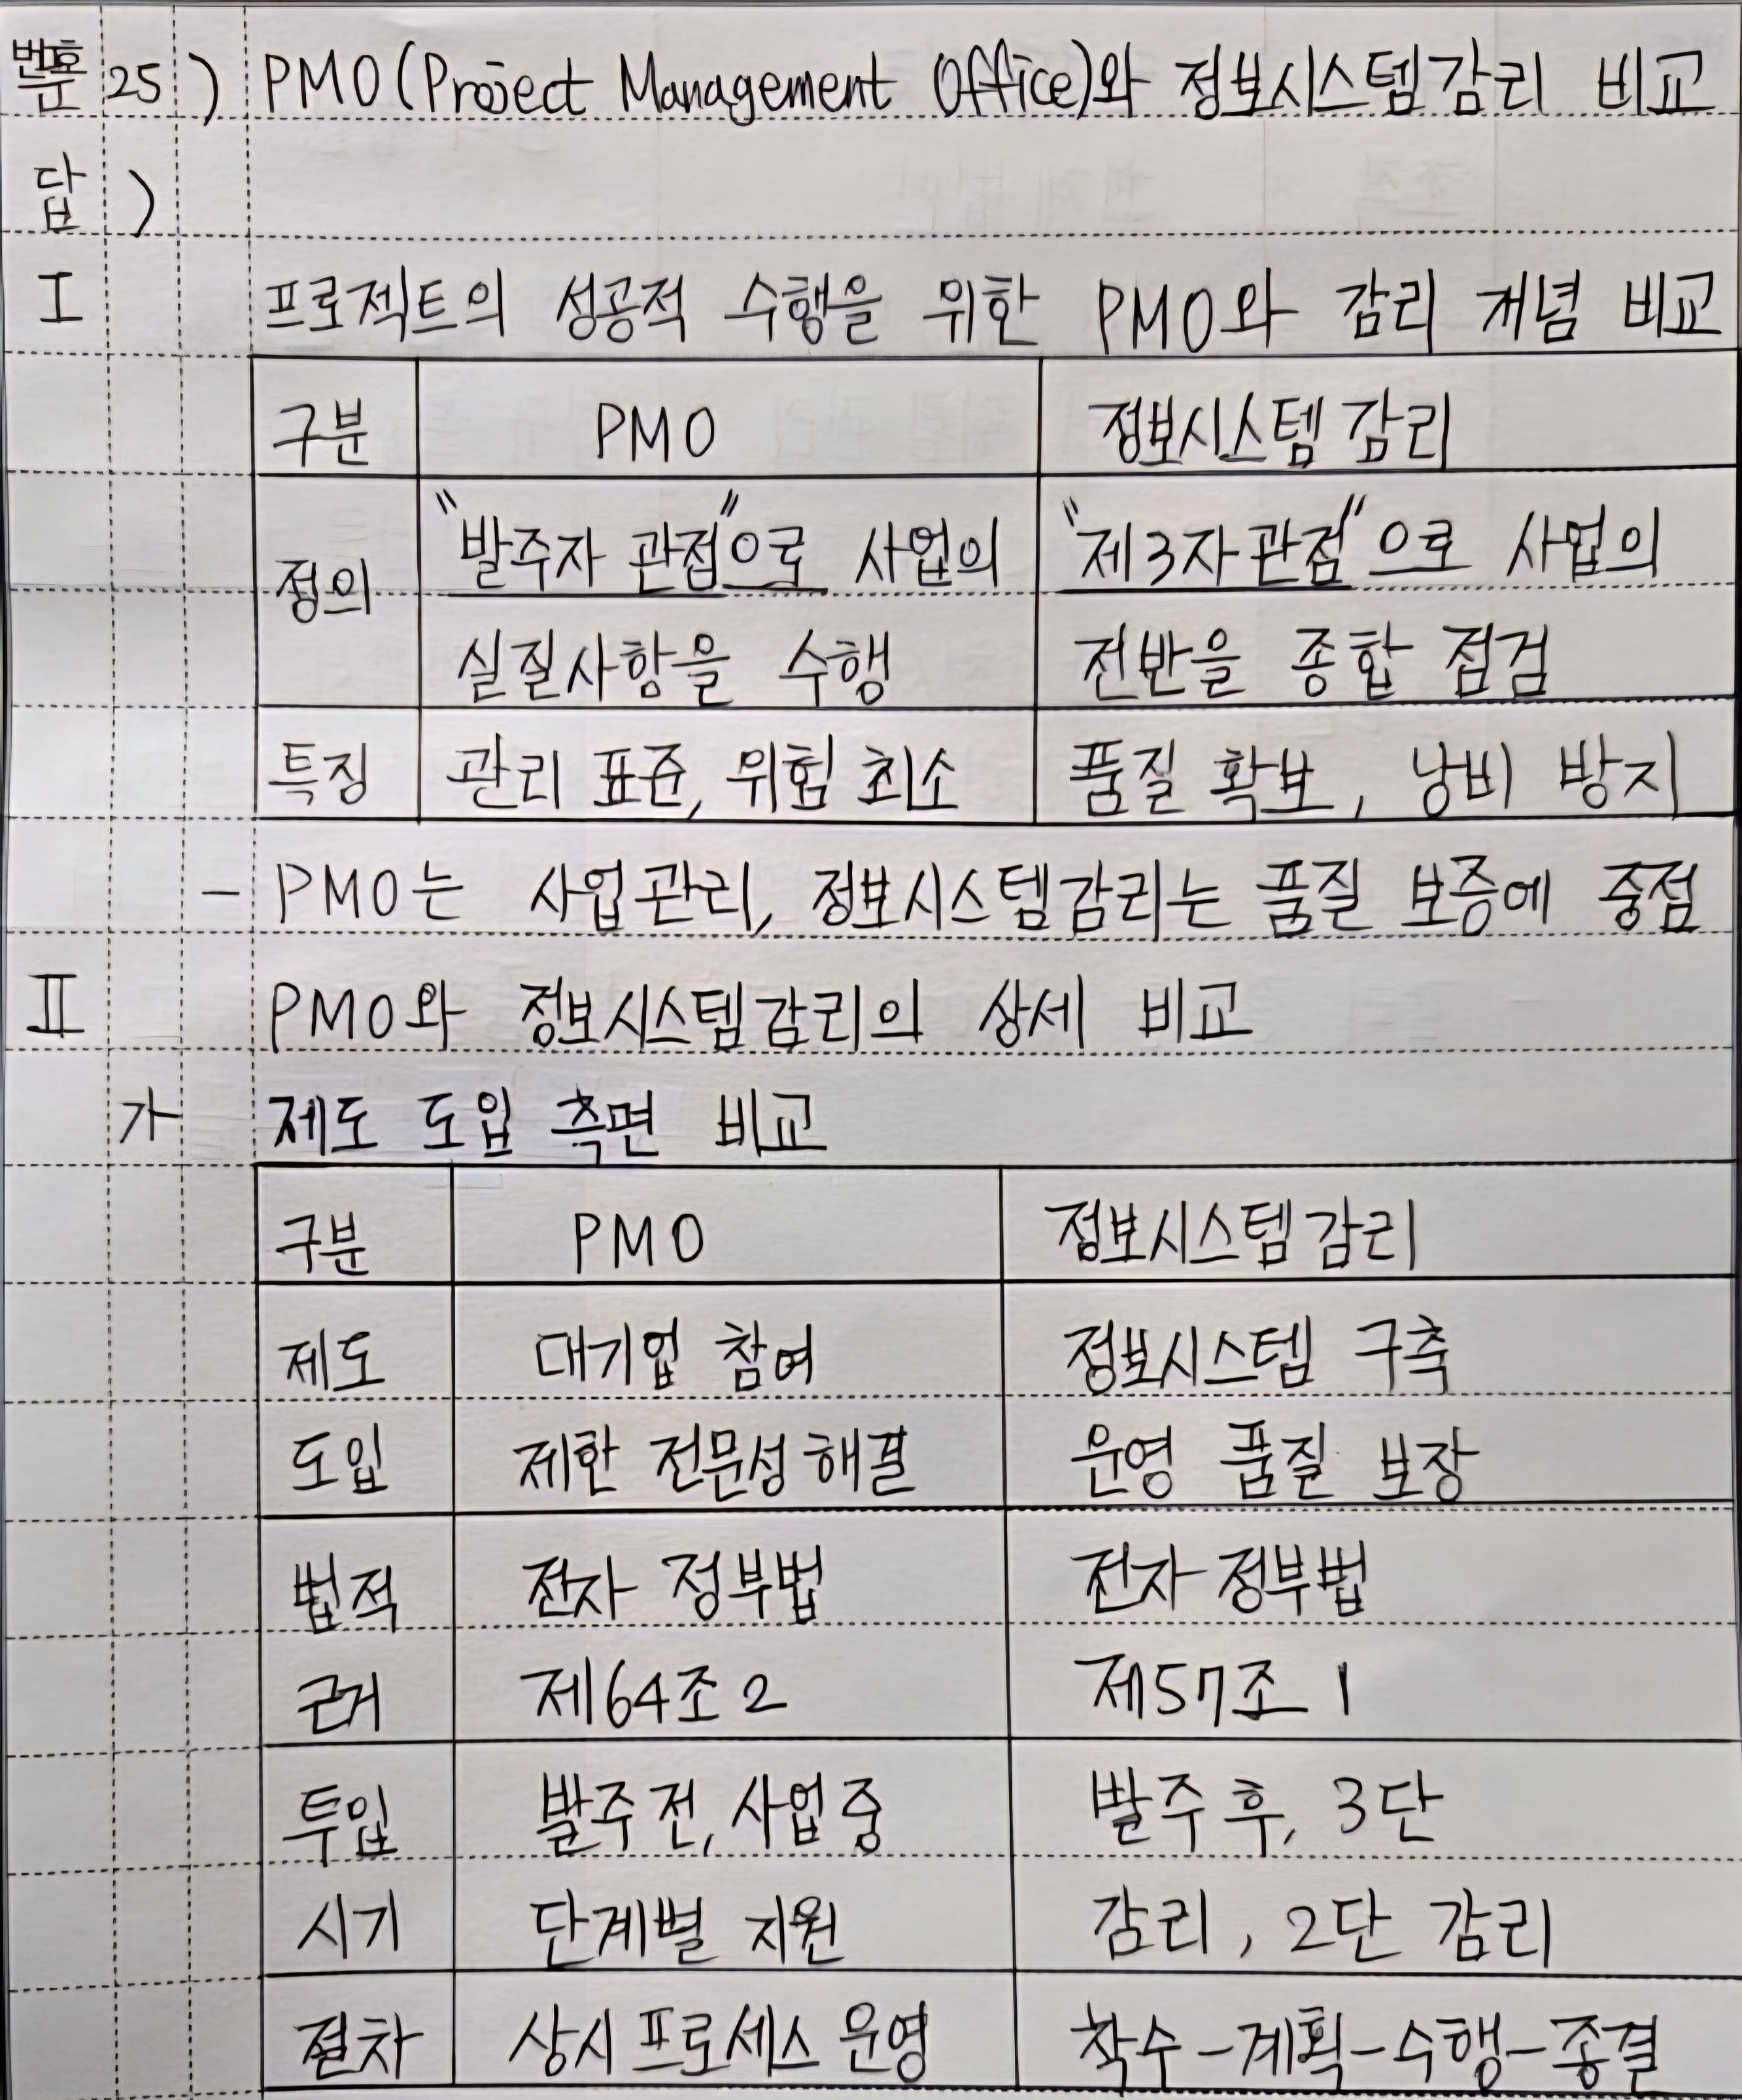 번호 25) PMO(Project Management Office)와 정보시스템감리 비교
답)
I 프로젝트의 성공적 수행을 위한 PMO와 감리 개념 비교
구분 PMO 정보시스템 감리
정의 "발주자 관점"으로 사업의 "제3자관점"으로 사업의
실질사항을 수행 전반을 종합 점검
특징 관리 표준, 위험 최소 품질 확보, 낭비 방지
- PMO는 사업관리, 정보시스템감리는 품질 보증에 중점
II PMO와 정보시스템감리의 상세 비교
가 제도 도입 측면 비교
구분 PMO 정보시스템감리
제도 대기업 참여 정보시스템 구축
도입 제한 전문성 해결 운영 품질 보장
법적 전자 정부법 전자 정부법
근거 제64조 2 제57조 1
투입 발주 전, 사업 중 발주 후, 3단
시기 단계별 지원 감리, 2단 감리
절차 상시 프로세스 운영 착수-계획-수행-종결